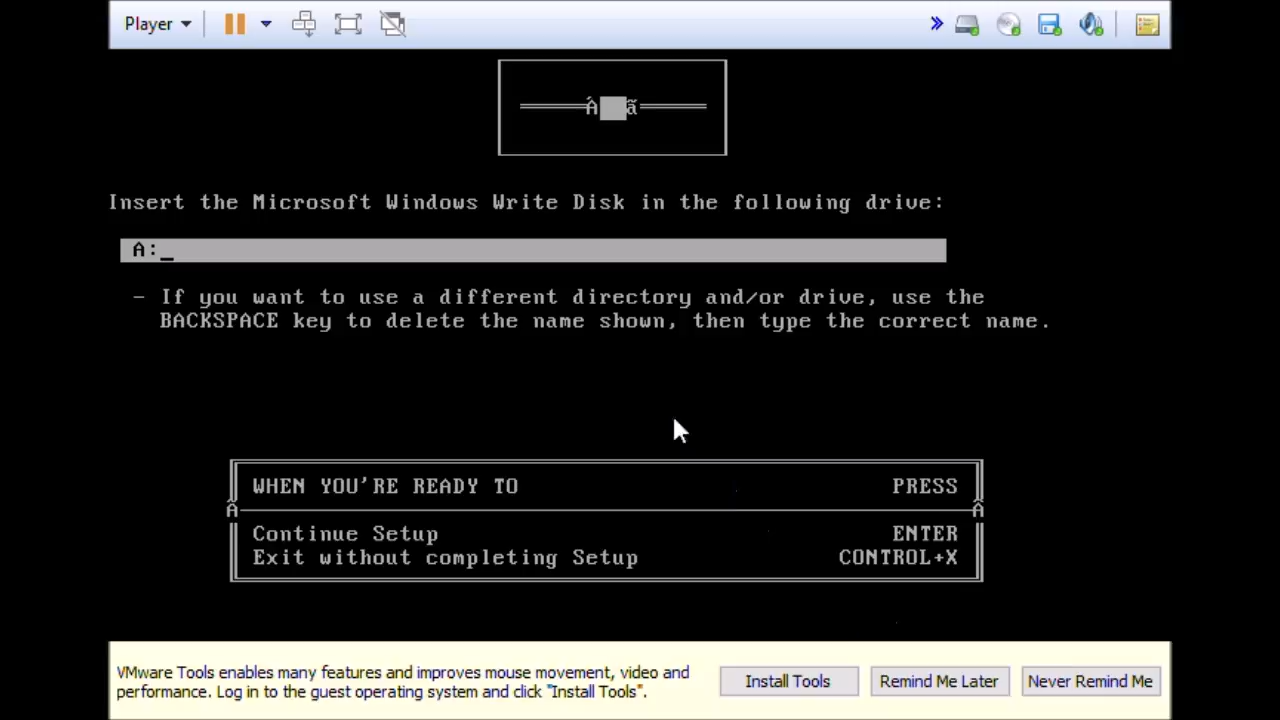 Player
Â ã
Insert the Microsoft Windows Write Disk in the following drive:
A:_
- If you want to use a different directory and/or drive, use the
BACKSPACE key to delete the name shown, then type the correct name.
WHEN YOU'RE READY TO PRESS
Â Â
Continue Setup ENTER
Exit without completing Setup CONTROL+X
VMware Tools enables many features and improves mouse movement, video and
performance. Log in to the guest operating system and click "Install Tools".
Install Tools Remind Me Later Never Remind Me